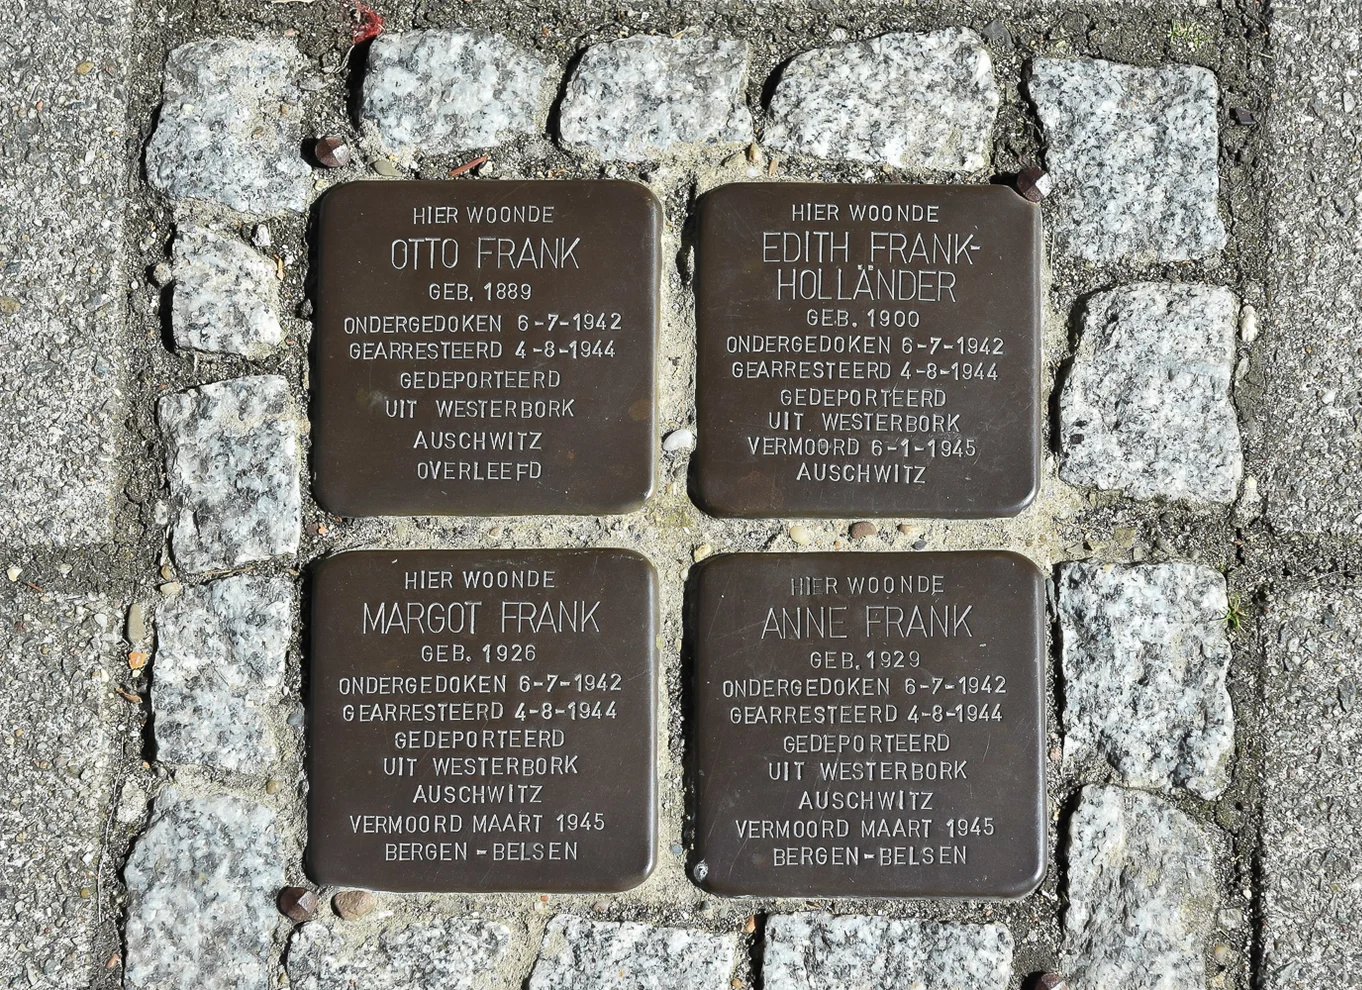 HIER WOONDE
OTTO FRANK
GEB. 1889
ONDERGEDOKEN 6-7-1942
GEARRESTEERD 4-8-1944
GEDEPORTEERD
UIT WESTERBORK
AUSCHWITZ
OVERLEEFD
HIER WOONDE
EDITH FRANK-
HOLLÄNDER
GEB. 1900
ONDERGEDOKEN 6-7-1942
GEARRESTEERD 4-8-1944
GEDEPORTEERD
UIT WESTERBORK
VERMOORD 6-1-1945
AUSCHWITZ
HIER WOONDE
MARGOT FRANK
GEB. 1926
ONDERGEDOKEN 6-7-1942
GEARRESTEERD 4-8-1944
GEDEPORTEERD
UIT WESTERBORK
AUSCHWITZ
VERMOORD MAART 1945
BERGEN-BELSEN
HIER WOONDE
ANNE FRANK
GEB. 1929
ONDERGEDOKEN 6-7-1942
GEARRESTEERD 4-8-1944
GEDEPORTEERD
UIT WESTERBORK
AUSCHWITZ
VERMOORD MAART 1945
BERGEN-BELSEN